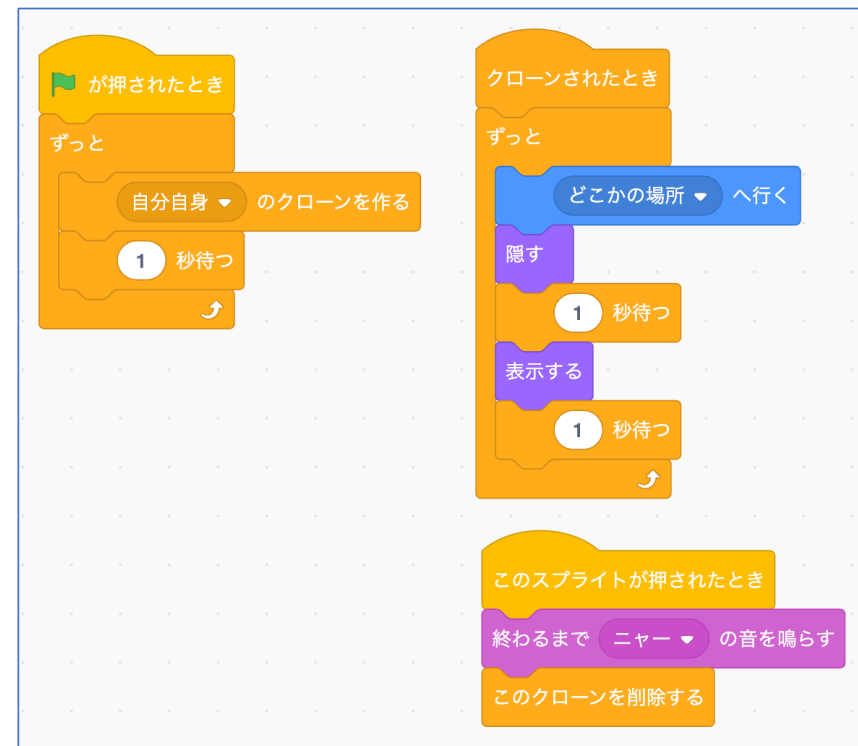 が押されたとき
ずっと
自分自身 のクローンを作る
1 秒待つ
クローンされたとき
ずっと
どこかの場所 へ行く
隠す
1 秒待つ
表示する
1 秒待つ
このスプライトが押されたとき
終わるまで ニャー の音を鳴らす
このクローンを削除する